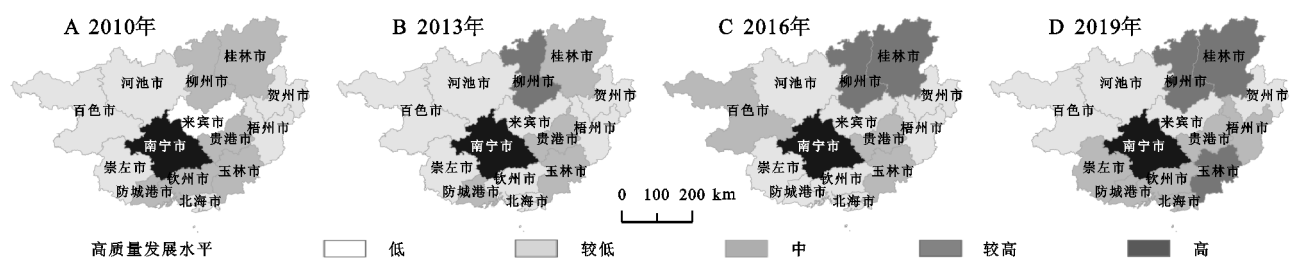 A 2010年
桂林市
河池市
柳州市
贺州市
百色市
来宾市
梧州市
贵港市
南宁市
崇左市
玉林市
钦州市
防城港市
北海市
B 2013年
桂林市
河池市
柳州市
贺州市
百色市
来宾市
梧州市
贵港市
南宁市
崇左市
玉林市
钦州市
防城港市
北海市
C 2016年
桂林市
河池市
柳州市
贺州市
百色市
来宾市
梧州市
贵港市
南宁市
崇左市
玉林市
钦州市
防城港市
北海市
D 2019年
桂林市
河池市
柳州市
贺州市
百色市
来宾市
梧州市
贵港市
南宁市
崇左市
玉林市
钦州市
防城港市
北海市
0 100 200 km
高质量发展水平 低 较低 中 较高 高